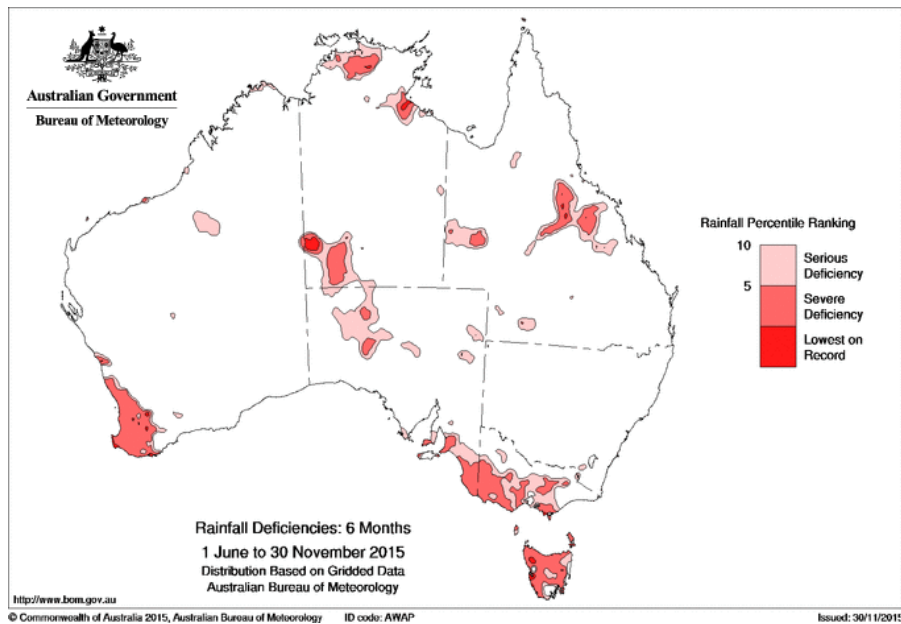 Australian Government
Bureau of Meteorology
Rainfall Percentile Ranking
10
Serious
Deficiency
5
Severe
Deficiency
Lowest on
Record
Rainfall Deficiencies: 6 Months
1 June to 30 November 2015
Distribution Based on Gridded Data
Australian Bureau of Meteorology
http://www.bom.gov.au
© Commonwealth of Australia 2015, Australian Bureau of Meteorology ID code: AWAP Issued: 30/11/2015